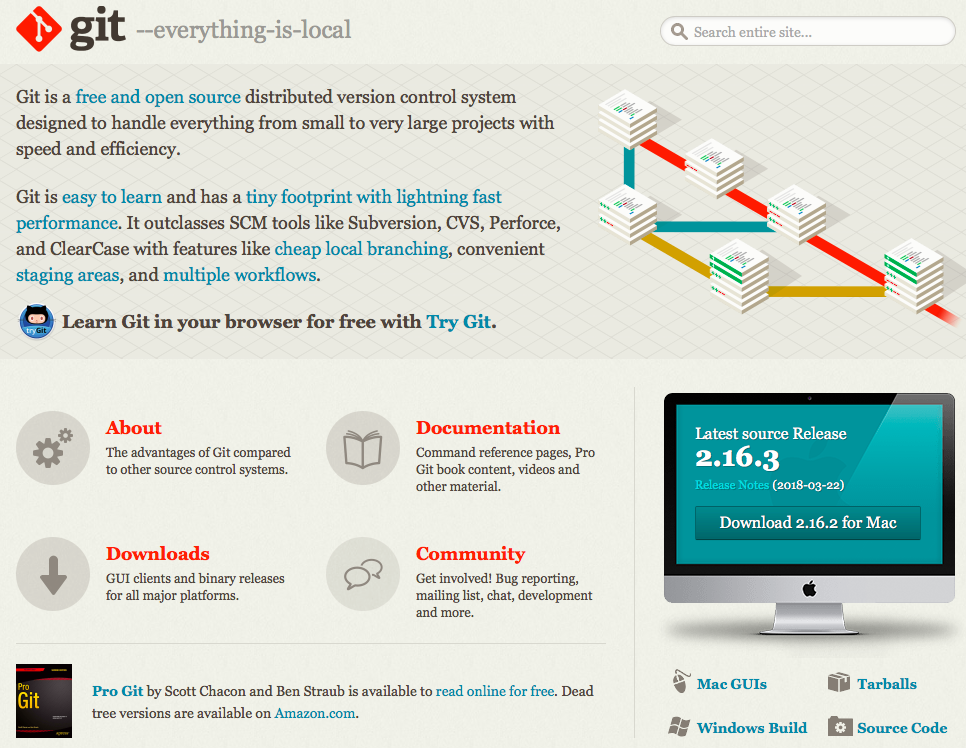 git --everything-is-local
Search entire site...
Git is a free and open source distributed version control system
designed to handle everything from small to very large projects with
speed and efficiency.
Git is easy to learn and has a tiny footprint with lightning fast
performance. It outclasses SCM tools like Subversion, CVS, Perforce,
and ClearCase with features like cheap local branching, convenient
staging areas, and multiple workflows.
tryGit
Learn Git in your browser for free with Try Git.
About
The advantages of Git compared
to other source control systems.
Documentation
Command reference pages, Pro
Git book content, videos and
other material.
Downloads
GUI clients and binary releases
for all major platforms.
Community
Get involved! Bug reporting,
mailing list, chat, development
and more.
Pro
Git
Pro Git by Scott Chacon and Ben Straub is available to read online for free. Dead
tree versions are available on Amazon.com.
Latest source Release
2.16.3
Release Notes (2018-03-22)
Download 2.16.2 for Mac
Mac GUIs
Tarballs
Windows Build
Source Code